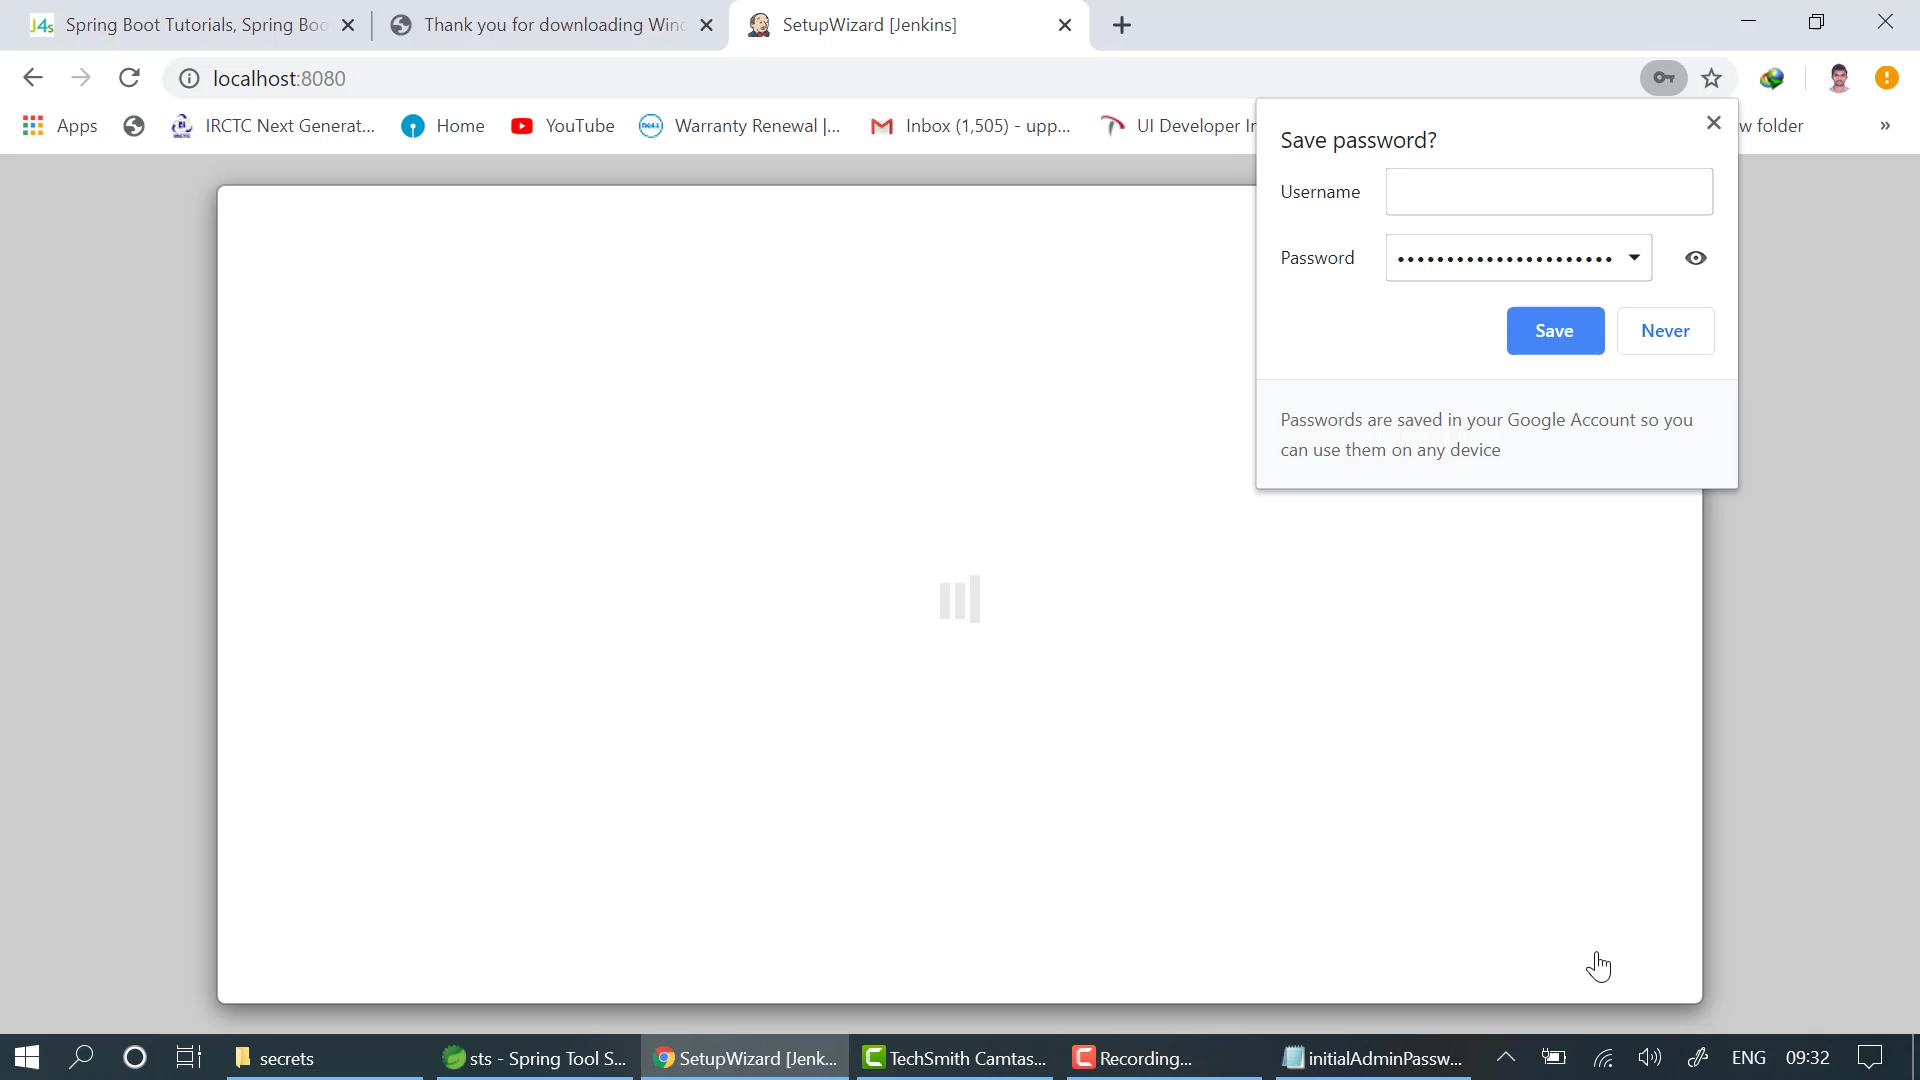 J4s Spring Boot Tutorials, Spring Boo
Thank you for downloading Wind
SetupWizard [Jenkins]
localhost:8080
Apps
IRCTC Next Generat...
Home
DELL
Warranty Renewal |...
YouTube
Inbox (1,505) - upp...
UI Developer In
w folder
»
Save password?
Username
Password
••••••••••••••••••••••
Save
Never
Passwords are saved in your Google Account so you
can use them on any device
secrets
sts - Spring Tool S...
SetupWizard [Jenk...
TechSmith Camtas...
Recording...
initialAdminPassw...
ENG
09:32